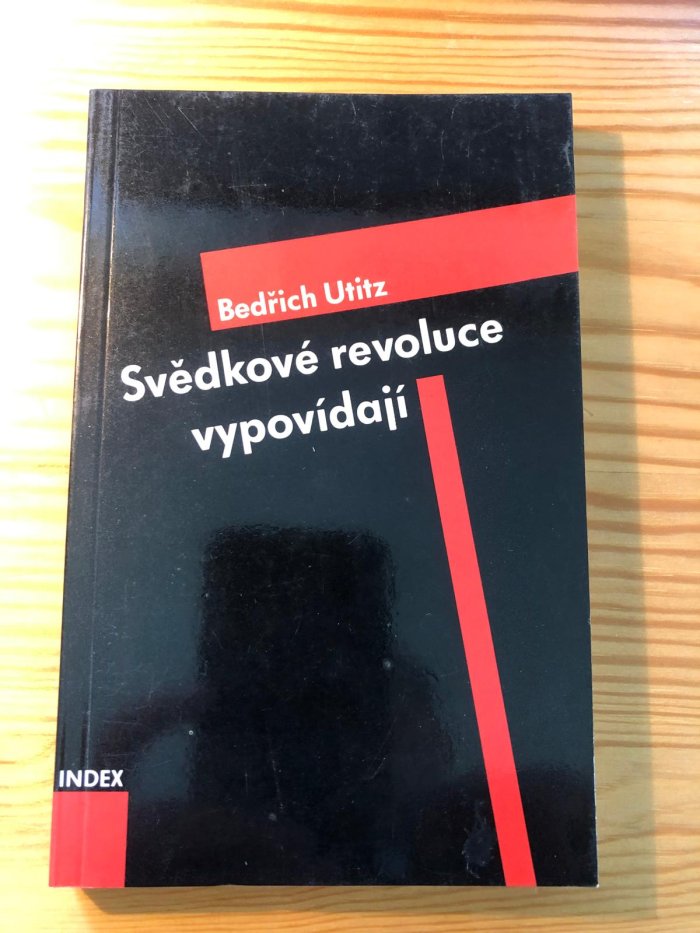 Bedřich Utitz
Svědkové revoluce
vypovídají
INDEX